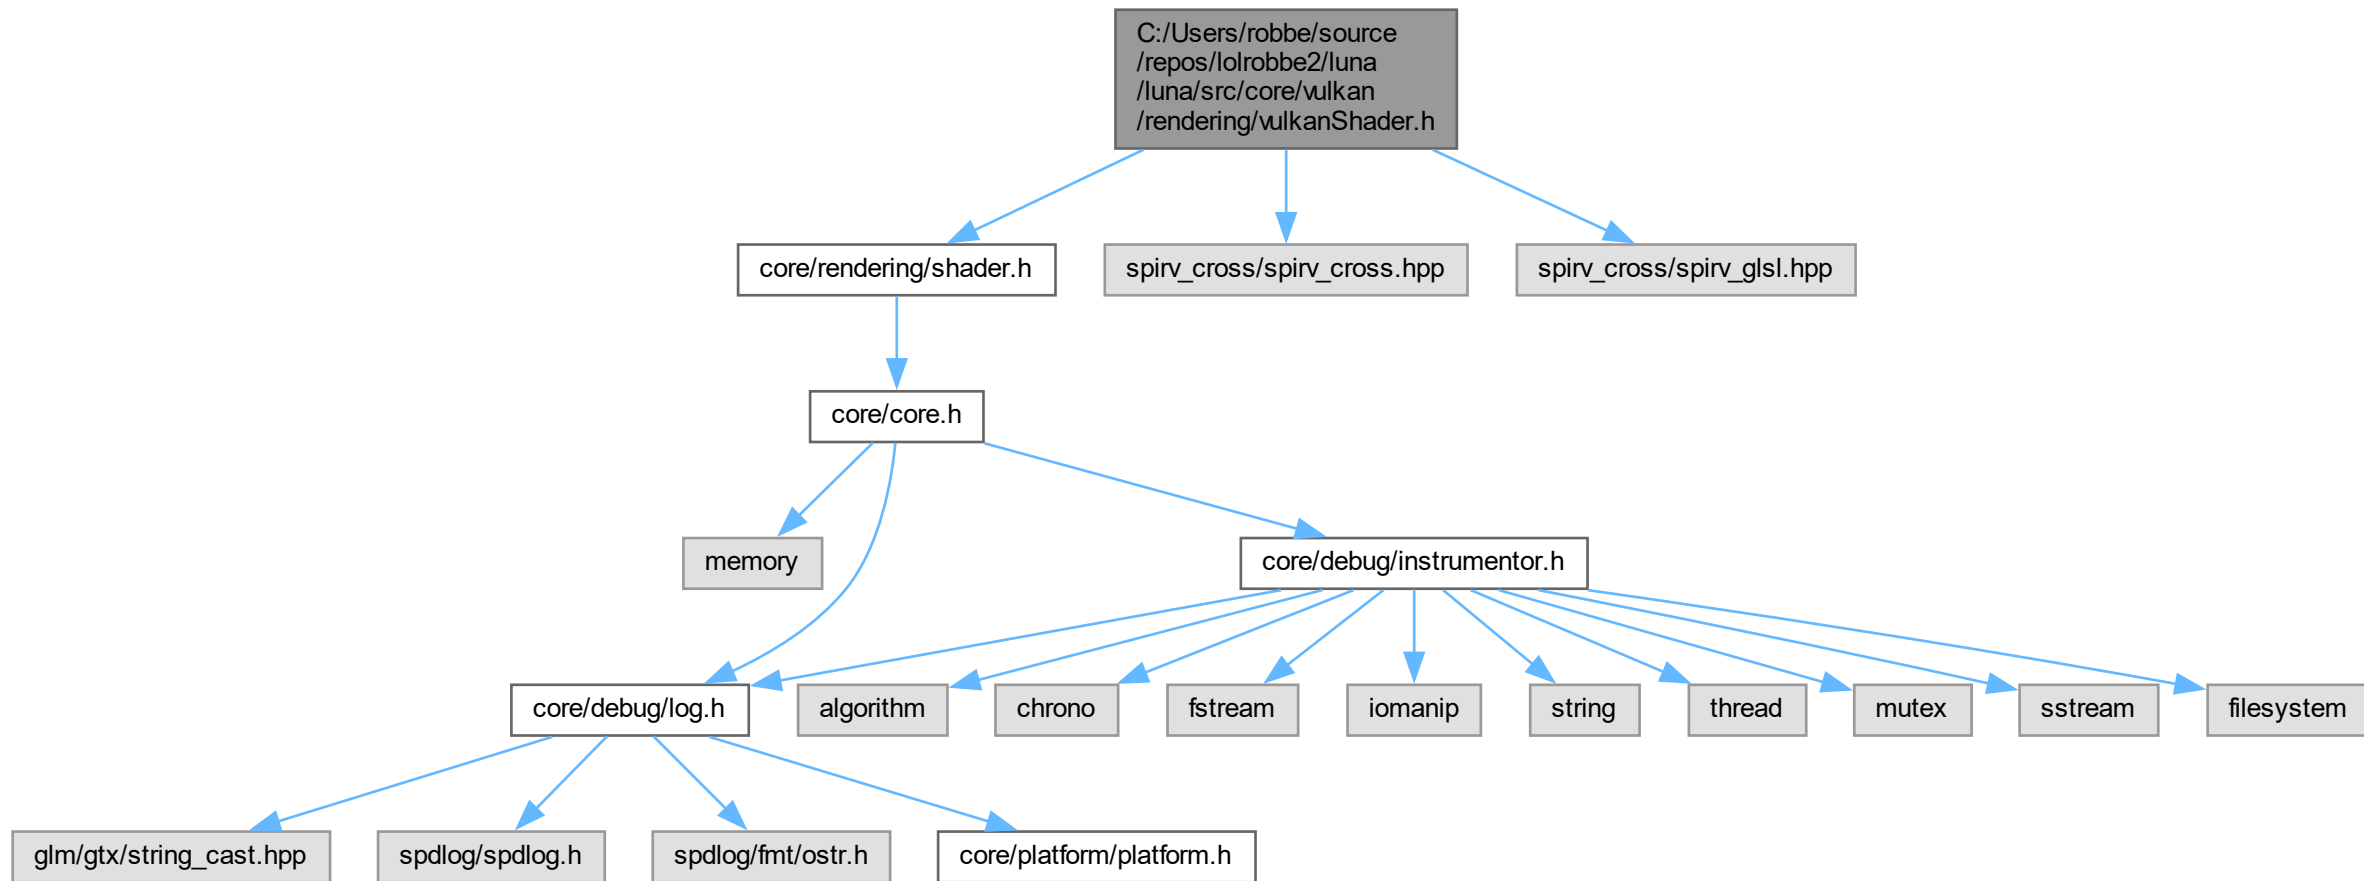 C:/Users/robbe/source
/repos/lolrobbe2/luna
/luna/src/core/vulkan
/rendering/vulkanShader.h
core/rendering/shader.h
spirv_cross/spirv_cross.hpp
spirv_cross/spirv_glsl.hpp
core/core.h
memory
core/debug/instrumentor.h
core/debug/log.h
algorithm
chrono
fstream
iomanip
string
thread
mutex
sstream
filesystem
glm/gtx/string_cast.hpp
spdlog/spdlog.h
spdlog/fmt/ostr.h
core/platform/platform.h